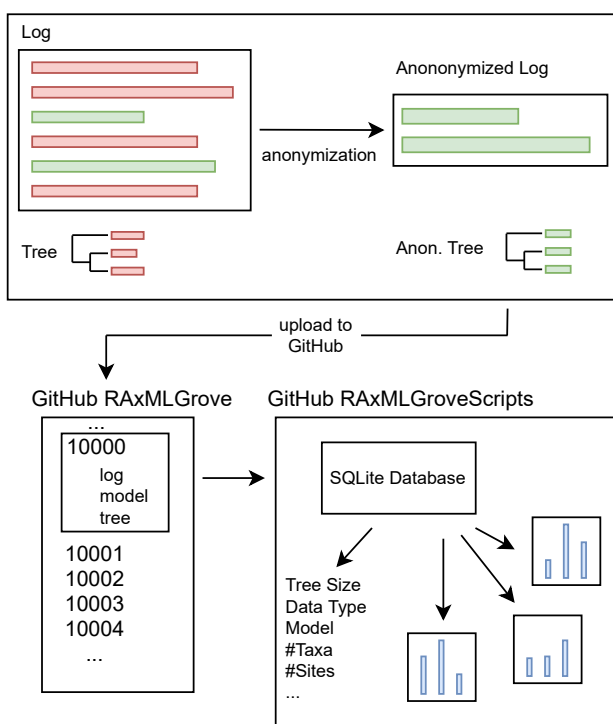 Log
Anononymized Log
anonymization
Tree
Anon. Tree
upload to
GitHub
GitHub RAxMLGrove
GitHub RAxMLGroveScripts
...
10000
log
model
tree
10001
10002
10003
10004
...
SQLite Database
Tree Size
Data Type
Model
#Taxa
#Sites
...